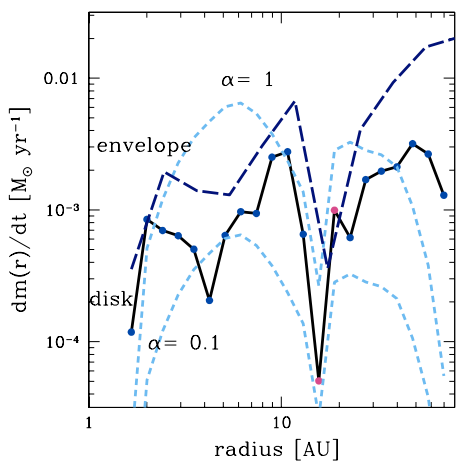 α= 1
0.01
envelope
dm(r)/dt [M⊙ yr⁻¹]
10⁻³
disk
α= 0.1
10⁻⁴
1
10
radius [AU]